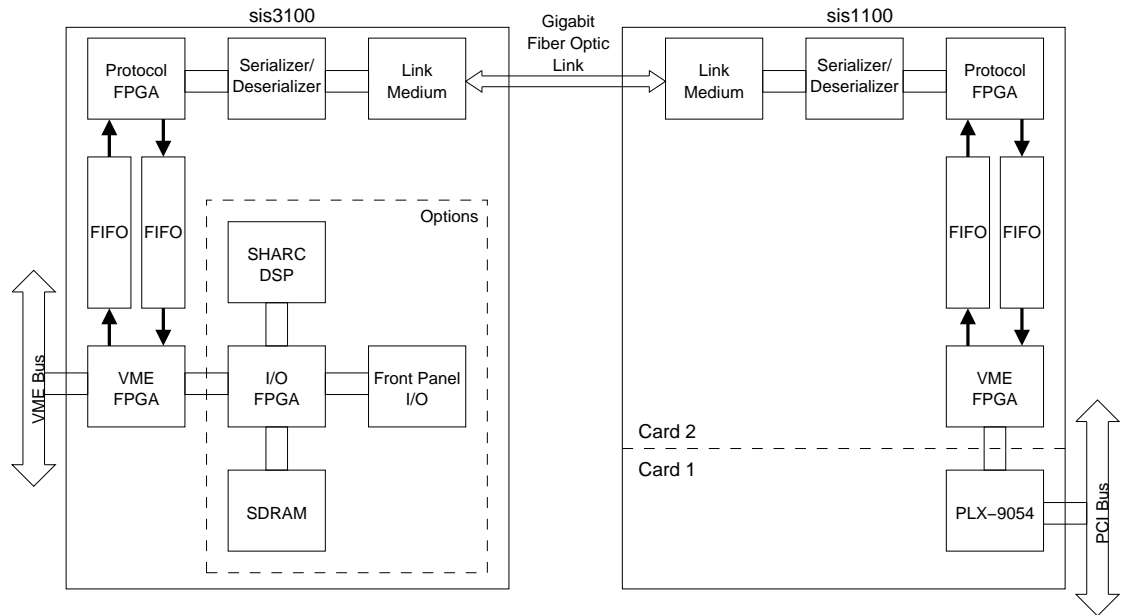 sis3100
sis1100
Gigabit
Fiber Optic
Link
Protocol
FPGA
Serializer/
Deserializer
Link
Medium
Link
Medium
Serializer/
Deserializer
Protocol
FPGA
FIFO
FIFO
Options
SHARC
DSP
FIFO
FIFO
VME Bus
VME
FPGA
I/O
FPGA
Front Panel
I/O
VME
FPGA
Card 2
Card 1
SDRAM
PLX−9054
PCI Bus